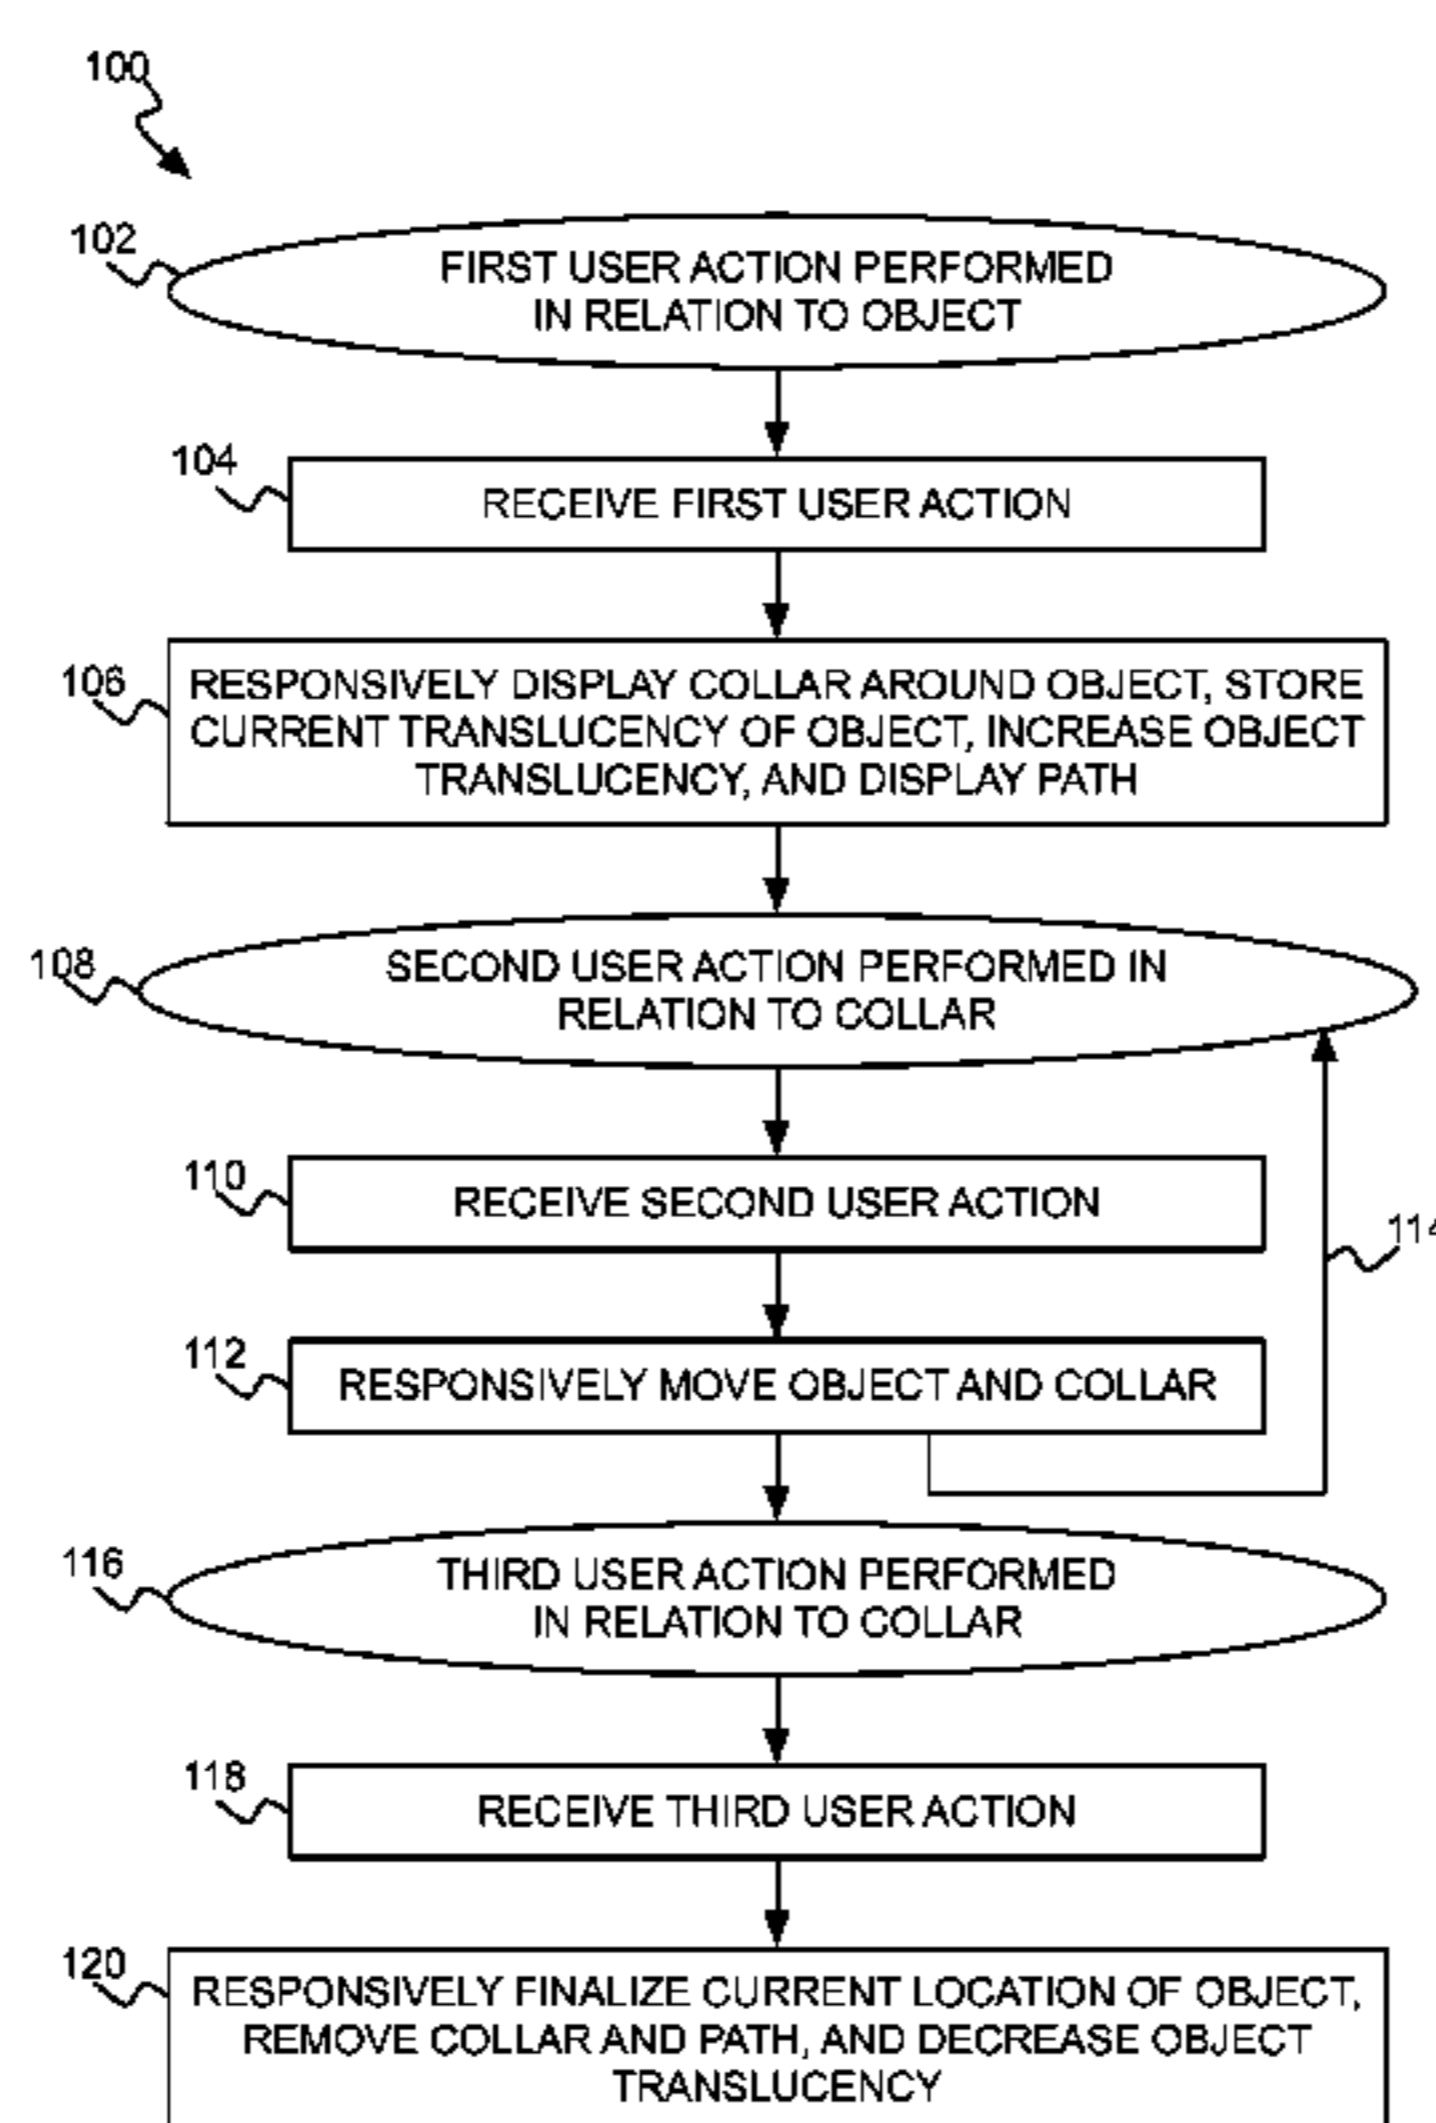 100
102
FIRST USER ACTION PERFORMED
IN RELATION TO OBJECT
104
RECEIVE FIRST USER ACTION
106
RESPONSIVELY DISPLAY COLLAR AROUND OBJECT, STORE
CURRENT TRANSLUCENCY OF OBJECT, INCREASE OBJECT
TRANSLUCENCY, AND DISPLAY PATH
108
SECOND USER ACTION PERFORMED IN
RELATION TO COLLAR
110
RECEIVE SECOND USER ACTION
114
112
RESPONSIVELY MOVE OBJECT AND COLLAR
116
THIRD USER ACTION PERFORMED
IN RELATION TO COLLAR
118
RECEIVE THIRD USER ACTION
120
RESPONSIVELY FINALIZE CURRENT LOCATION OF OBJECT,
REMOVE COLLAR AND PATH, AND DECREASE OBJECT
TRANSLUCENCY